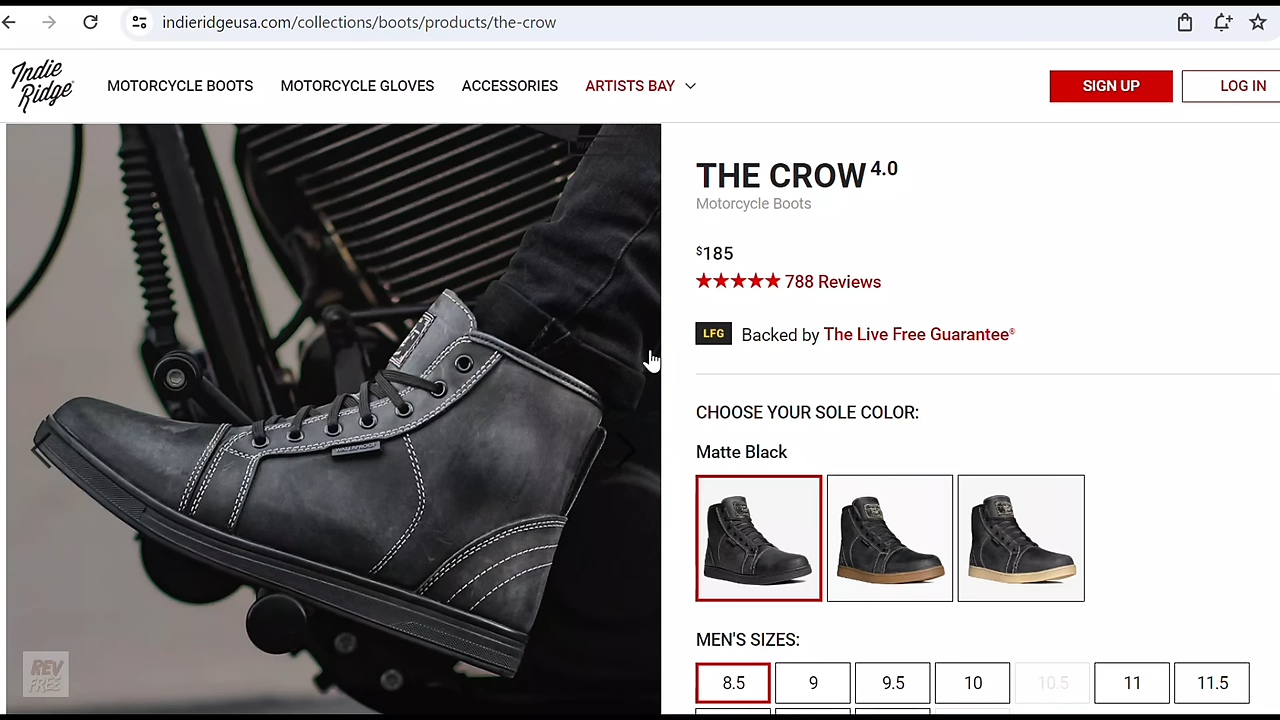 indieridgeusa.com/collections/boots/products/the-crow
Indie Ridge
MOTORCYCLE BOOTS MOTORCYCLE GLOVES ACCESSORIES ARTISTS BAY SIGN UP LOG IN
THE CROW 4.0
Motorcycle Boots
$185
788 Reviews
LFG Backed by The Live Free Guarantee®
CHOOSE YOUR SOLE COLOR:
Matte Black
WATERPROOF
MEN'S SIZES:
REV
FREE
8.5 9 9.5 10 10.5 11 11.5